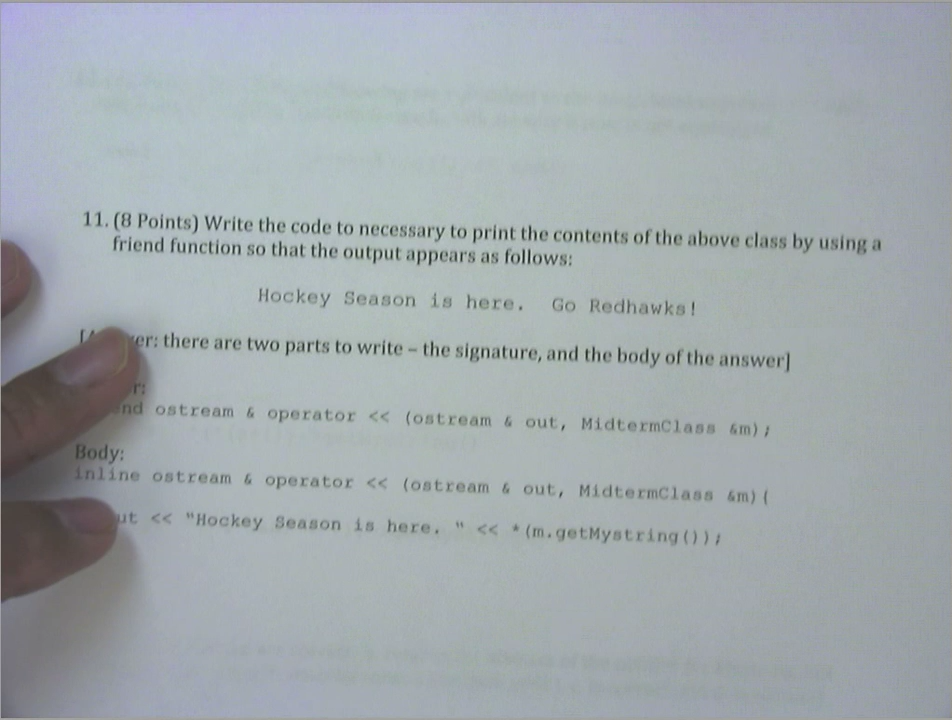 11. (8 Points) Write the code to necessary to print the contents of the above class by using a
friend function so that the output appears as follows:
Hockey Season is here.  Go Redhawks!
there are two parts to write – the signature, and the body of the answer]
ostream & operator << (ostream & out, MidtermClass &m);
Body:
inline ostream & operator << (ostream & out, MidtermClass &m){
<< "Hockey Season is here. " << *(m.getMystring());